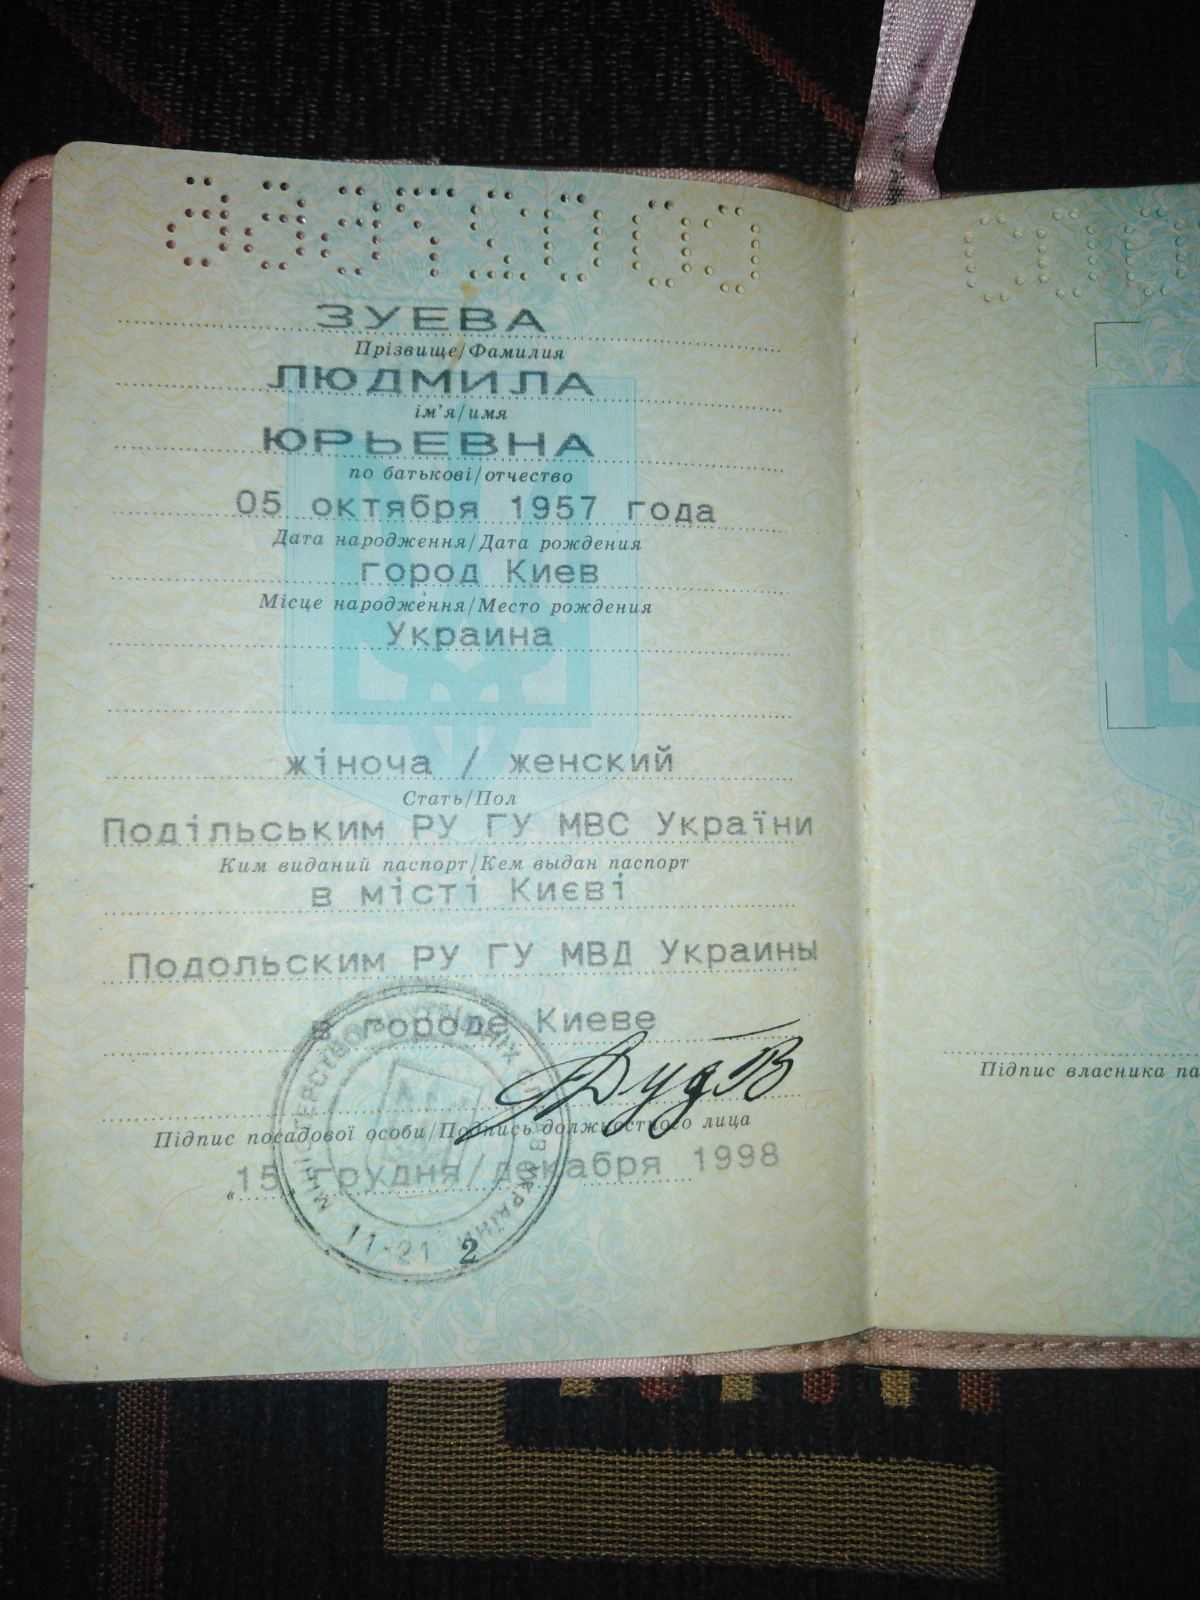 ЗУЕВА
Прізвище/Фамилия
ЛЮДМИЛА
ім'я/имя
ЮРЬЕВНА
по батькові/отчество
05 октября 1957 года
Дата народження/Дата рождения
город Киев
Місце народження/Место рождения
Украина
жіноча / женский
Стать/Пол
Подільським РУ ГУ МВС України
Ким виданий паспорт/Кем выдан паспорт
в місті Києві
Подольским РУ ГУ МВД Украины
в городе Киеве
Підпис посадової особи/Подпись должностного лица
"15 грудня/декабря 1998
11-21
2
Підпис власника па